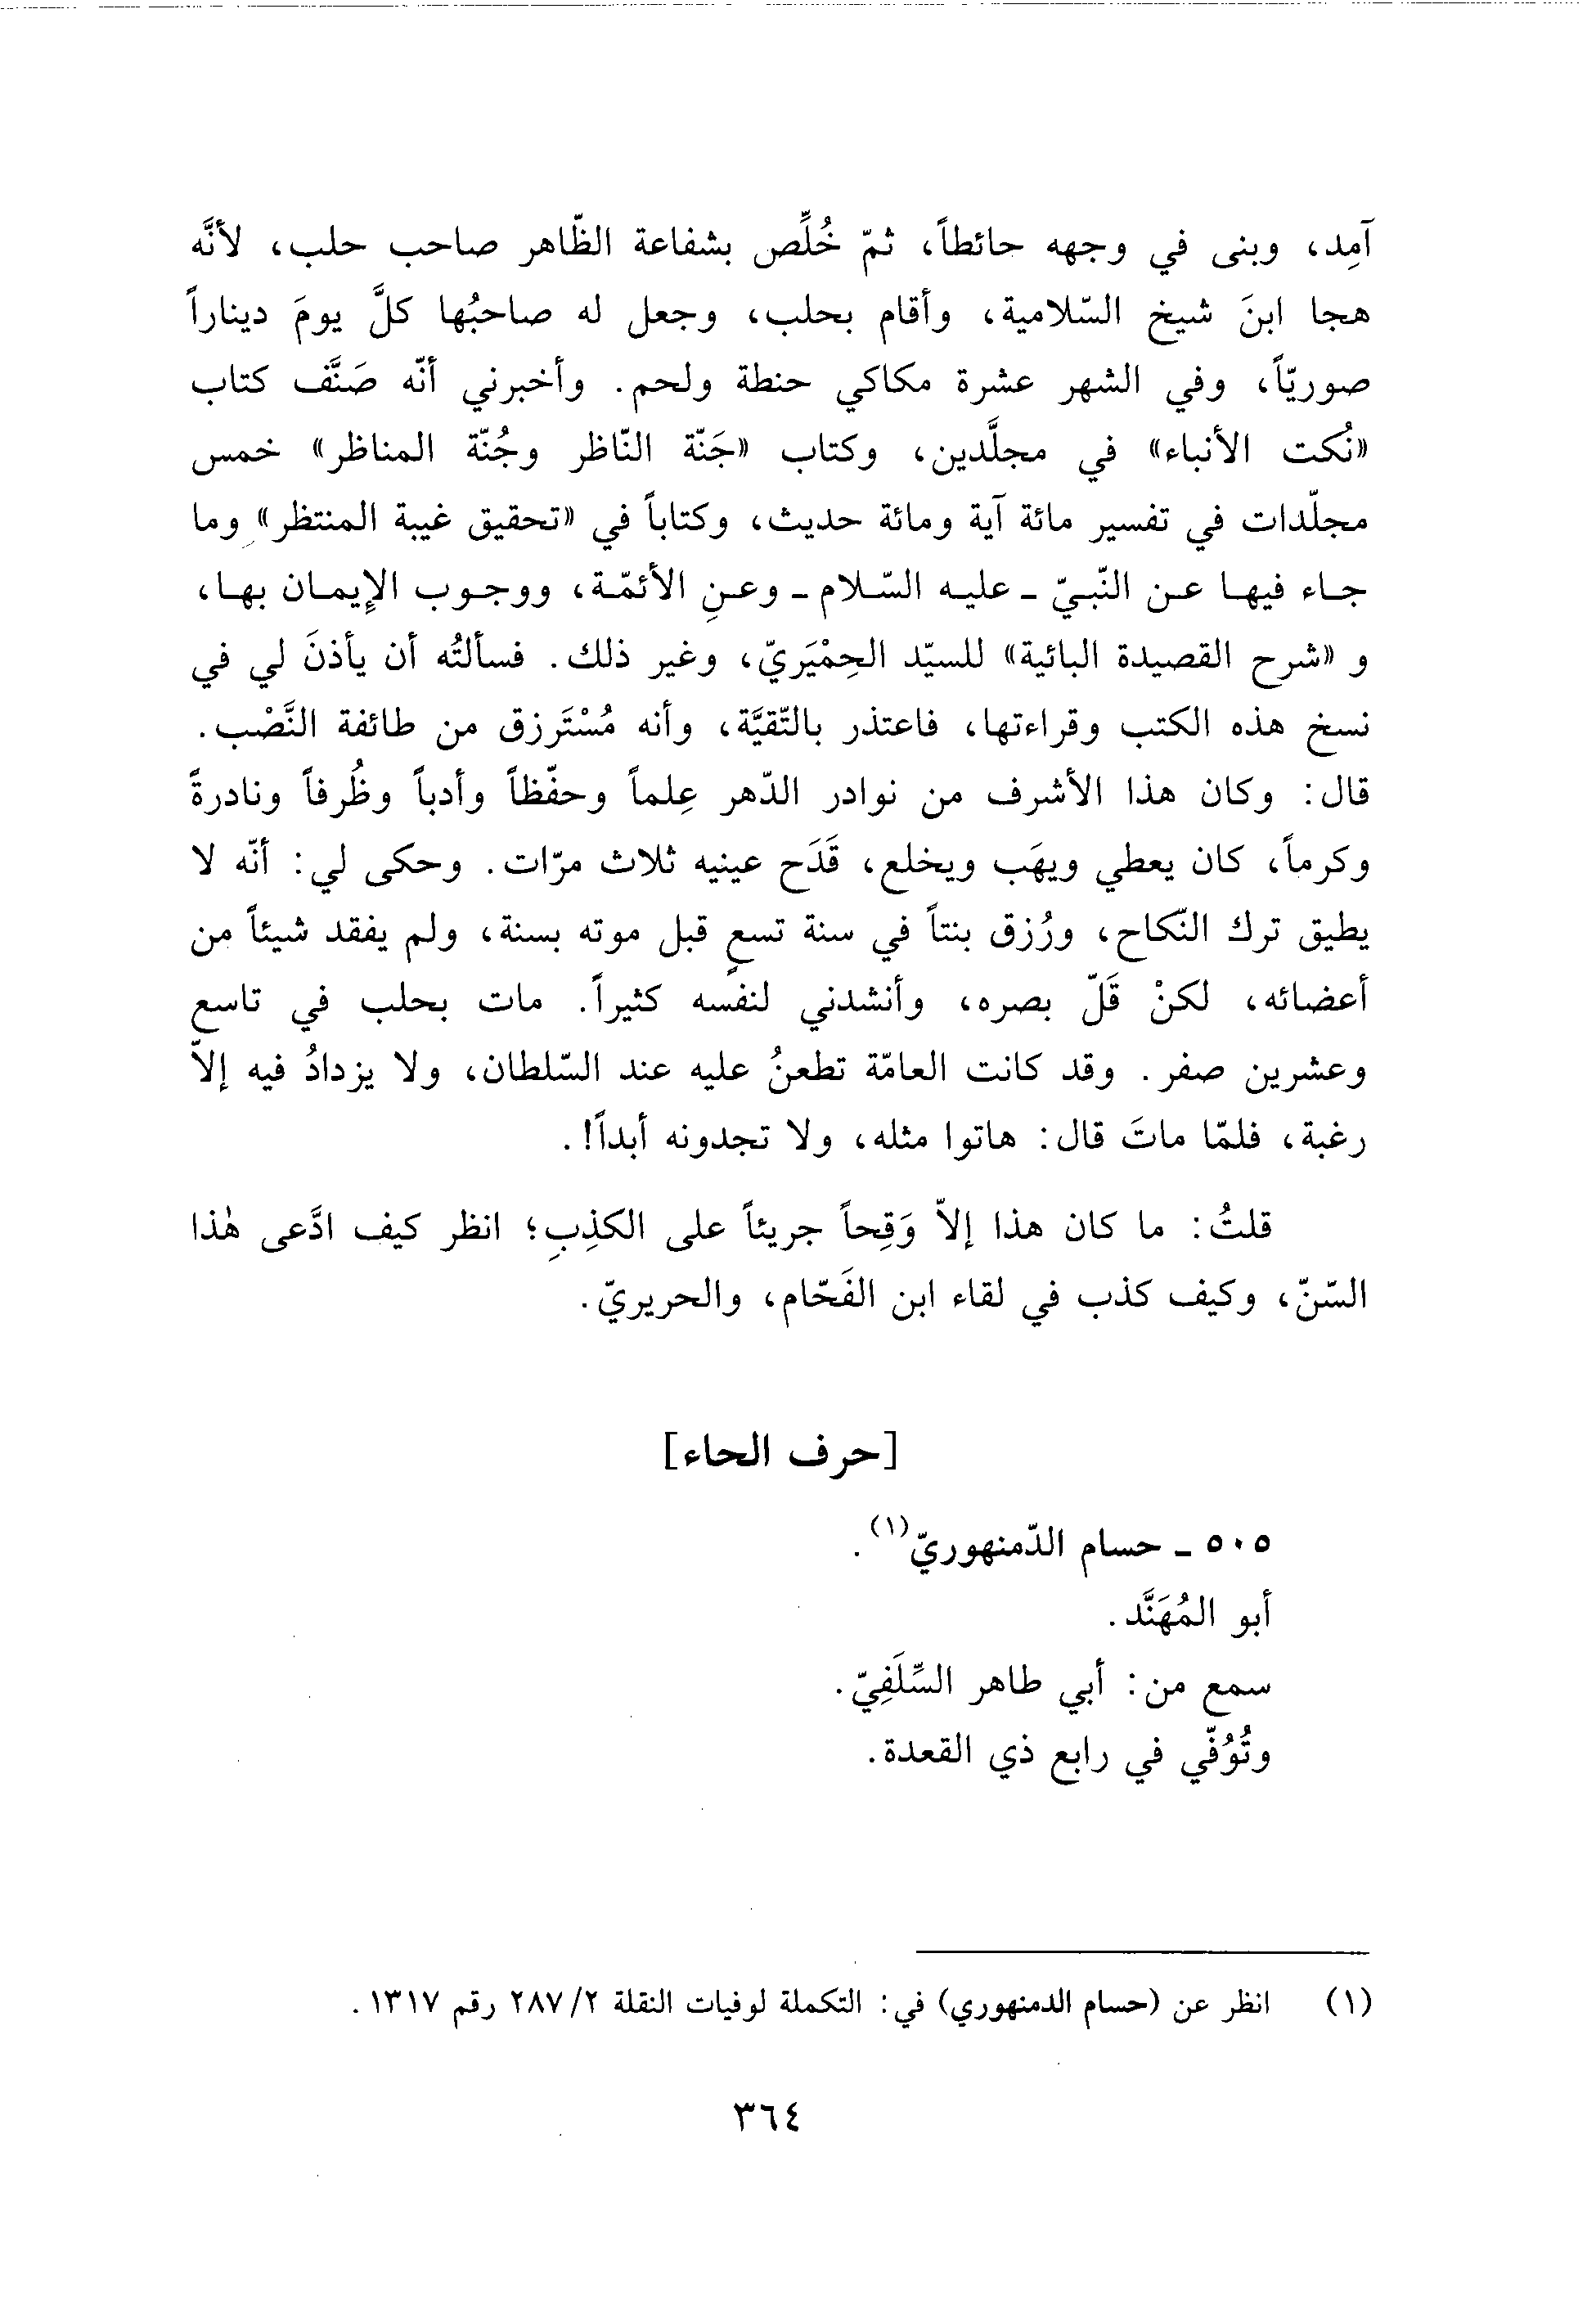 آمِد، وبنى في وجهه حائطاً، ثمّ خُلِّص بشفاعة الظّاهر صاحب حلب، لأنَّه
هجا ابنَ شيخ السّلامية، وأقام بحلب، وجعل له صاحبُها كلَّ يومَ ديناراً
صوريّاً، وفي الشهر عشرة مكاكي حنطة ولحم. وأخبرني أنّه صَنَّف كتاب
«نُكت الأنباء» في مجلَّدين، وكتاب «جَنّة النّاظر وجُنّة المناظر» خمس
مجلّدات في تفسير مائة آية ومائة حديث، وكتاباً في «تحقيق غيبة المنتظر» وما
جاء فيها عن النّبيّ ـ عليه السّلام ـ وعنِ الأئمّة، ووجوب الإيمان بها،
و «شرح القصيدة البائية» للسيّد الحِمْيَريّ، وغير ذلك. فسألتُه أن يأذنَ لي في
نسخ هذه الكتب وقراءتها، فاعتذر بالتّقيَّة، وأنه مُسْتَرزق من طائفة النَّصْب.
قال: وكان هذا الأشرف من نوادر الدّهر عِلماً وحفّظاً وأدباً وظُرفاً ونادرةً
وكرماً، كان يعطي ويهَب ويخلع، قَدَح عينيه ثلاث مرّات. وحكى لي: أنّه لا
يطيق ترك النّكاح، ورُزق بنتاً في سنة تسعٍ قبل موته بسنة، ولم يفقد شيئاً من
أعضائه، لكنْ قَلّ بصره، وأنشدني لنفسه كثيراً. مات بحلب في تاسع
وعشرين صفر. وقد كانت العامّة تطعنُ عليه عند السّلطان، ولا يزدادُ فيه إلاّ
رغبة، فلمّا ماتَ قال: هاتوا مثله، ولا تجدونه أبداً!.
قلتُ: ما كان هذا إلاّ وَقِحاً جريئاً على الكذِبِ؛ انظر كيف ادَّعى هٰذا
السّنّ، وكيف كذب في لقاء ابن الفَحّام، والحريريّ.
[حرف الحاء]
٥٠٥ ـ حسام الدّمنهوريّ(١).
أبو المُهَنَّد.
سمع من: أبي طاهر السِّلَفِيّ.
وتُوُفّي في رابع ذي القعدة.
(١) انظر عن (حسام الدمنهوري) في: التكملة لوفيات النقلة ٢/ ٢٨٧ رقم ١٣١٧.
٣٦٤